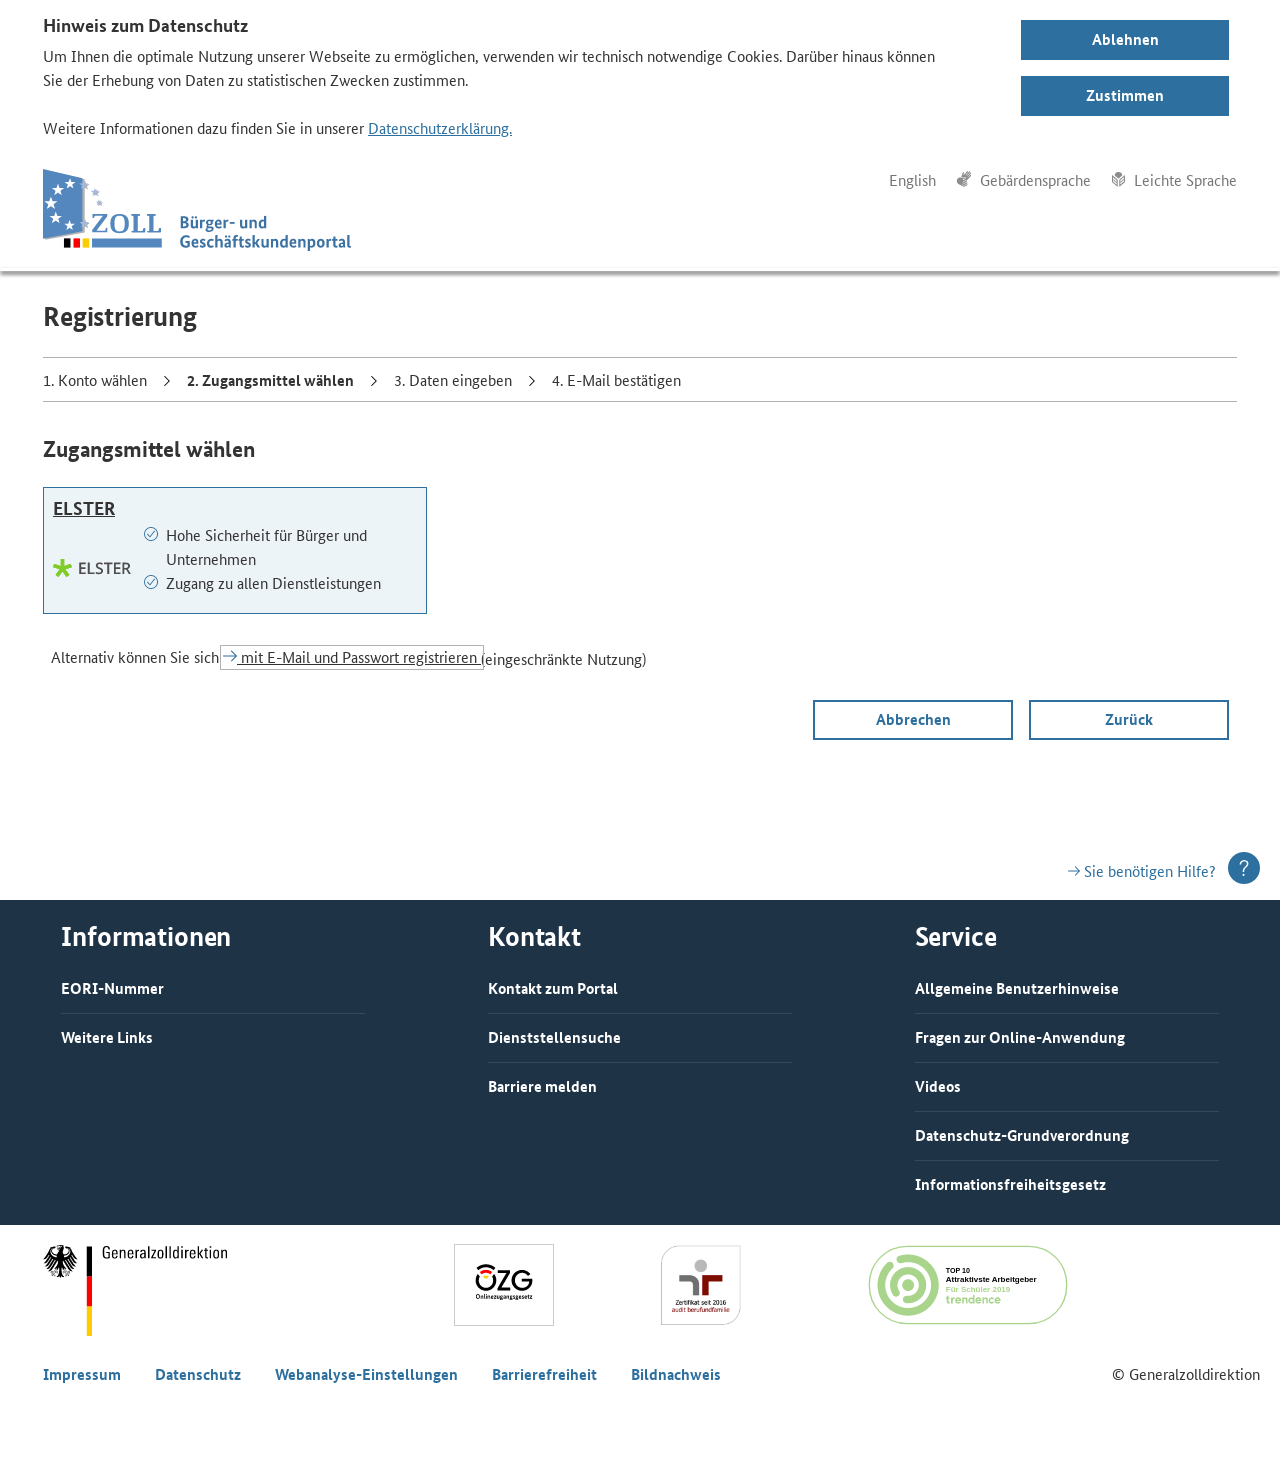 Hinweis zum Datenschutz
Um Ihnen die optimale Nutzung unserer Webseite zu ermöglichen, verwenden wir technisch notwendige Cookies. Darüber hinaus können
Sie der Erhebung von Daten zu statistischen Zwecken zustimmen.
Weitere Informationen dazu finden Sie in unserer Datenschutzerklärung.
Ablehnen
Zustimmen
English
Gebärdensprache
Leichte Sprache
ZOLL
Bürger- und
Geschäftskundenportal
Registrierung
1. Konto wählen
2. Zugangsmittel wählen
3. Daten eingeben
4. E-Mail bestätigen
Zugangsmittel wählen
ELSTER
ELSTER
Hohe Sicherheit für Bürger und
Unternehmen
Zugang zu allen Dienstleistungen
Alternativ können Sie sich mit E-Mail und Passwort registrieren (eingeschränkte Nutzung)
Abbrechen
Zurück
Sie benötigen Hilfe?
?
Informationen
EORI-Nummer
Weitere Links
Kontakt
Kontakt zum Portal
Dienststellensuche
Barriere melden
Service
Allgemeine Benutzerhinweise
Fragen zur Online-Anwendung
Videos
Datenschutz-Grundverordnung
Informationsfreiheitsgesetz
Generalzolldirektion
OZG
Onlinezugangsgesetz
Zertifikat seit 2016
audit berufundfamilie
TOP 10
Attraktivste Arbeitgeber
Für Schüler 2019
trendence
Impressum
Datenschutz
Webanalyse-Einstellungen
Barrierefreiheit
Bildnachweis
© Generalzolldirektion